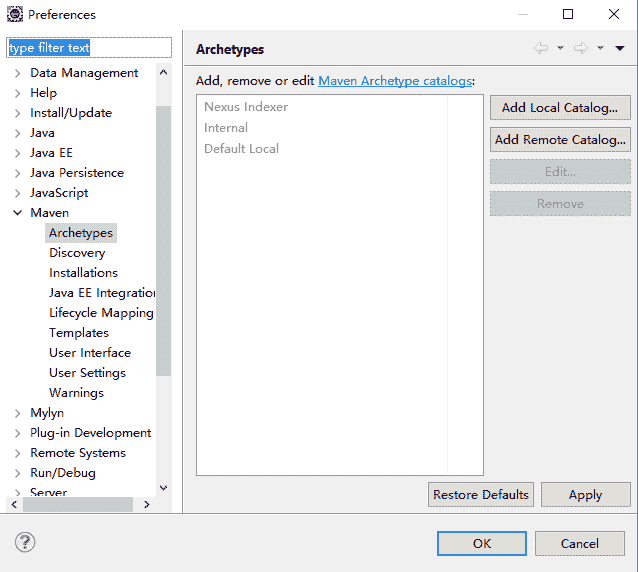 Preferences
type filter text
Data Management
Help
Install/Update
Java
Java EE
Java Persistence
JavaScript
Maven
Archetypes
Discovery
Installations
Java EE Integration
Lifecycle Mapping
Templates
User Interface
User Settings
Warnings
Mylyn
Plug-in Development
Remote Systems
Run/Debug
Server
Archetypes
Add, remove or edit Maven Archetype catalogs:
Nexus Indexer
Internal
Default Local
Add Local Catalog...
Add Remote Catalog...
Edit...
Remove
Restore Defaults
Apply
?
OK
Cancel